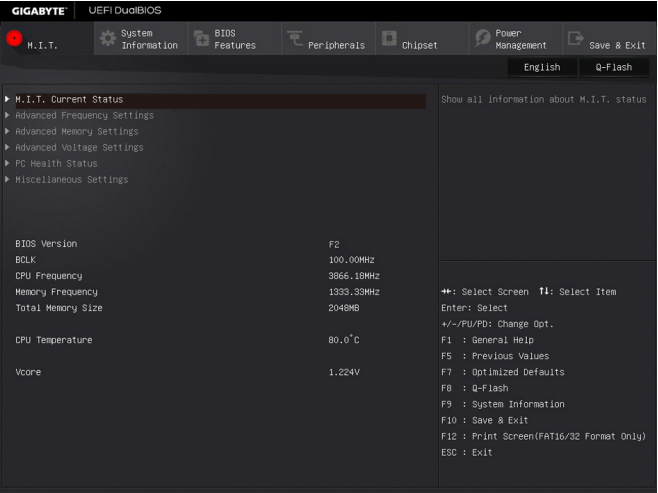 GIGABYTE™ UEFI DualBIOS
M.I.T.
System Information
BIOS Features
Peripherals
Chipset
Power Management
Save & Exit
English Q-Flash
M.I.T. Current Status
Advanced Frequency Settings
Advanced Memory Settings
Advanced Voltage Settings
PC Health Status
Miscellaneous Settings
BIOS Version F2
BCLK 100.00MHz
CPU Frequency 3866.18MHz
Memory Frequency 1333.33MHz
Total Memory Size 2048MB
CPU Temperature 80.0°C
Vcore 1.224V
Show all information about M.I.T. status
→←: Select Screen ↑↓: Select Item
Enter: Select
+/-/PU/PD: Change Opt.
F1 : General Help
F5 : Previous Values
F7 : Optimized Defaults
F8 : Q-Flash
F9 : System Information
F10 : Save & Exit
F12 : Print Screen(FAT16/32 Format Only)
ESC : Exit